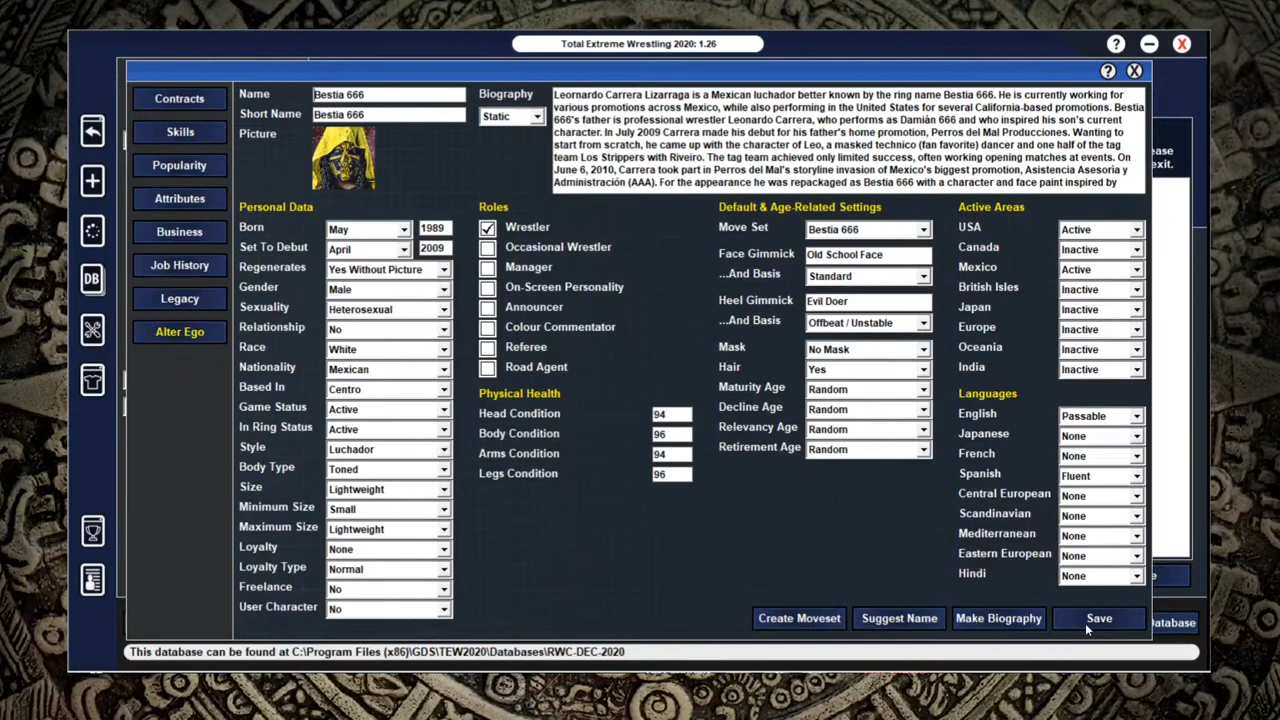 Total Extreme Wrestling 2020: 1.26
? — X
? X
Contracts
Skills
Popularity
Attributes
Business
Job History
Legacy
Alter Ego
DB
Name Bestia 666
Short Name Bestia 666
Picture
Biography
Static
Leornardo Carrera Lizarraga is a Mexican luchador better known by the ring name Bestia 666. He is currently working for
various promotions across Mexico, while also performing in the United States for several California-based promotions. Bestia
666's father is professional wrestler Leonardo Carrera, who performs as Damián 666 and who inspired his son's current
character. In July 2009 Carrera made his debut for his father's home promotion, Perros del Mal Producciones. Wanting to
start from scratch, he came up with the character of Leo, a masked technico (fan favorite) dancer and one half of the tag
team Los Strippers with Riveiro. The tag team achieved only limited success, often working opening matches at events. On
June 6, 2010, Carrera took part in Perros del Mal's storyline invasion of Mexico's biggest promotion, Asistencia Asesoría y
Administración (AAA). For the appearance he was repackaged as Bestia 666 with a character and face paint inspired by
Personal Data
Born May 1989
Set To Debut April 2009
Regenerates Yes Without Picture
Gender Male
Sexuality Heterosexual
Relationship No
Race White
Nationality Mexican
Based In Centro
Game Status Active
In Ring Status Active
Style Luchador
Body Type Toned
Size Lightweight
Minimum Size Small
Maximum Size Lightweight
Loyalty None
Loyalty Type Normal
Freelance No
User Character No
Roles
Wrestler
Occasional Wrestler
Manager
On-Screen Personality
Announcer
Colour Commentator
Referee
Road Agent
Physical Health
Head Condition 94
Body Condition 96
Arms Condition 94
Legs Condition 96
Default & Age-Related Settings
Move Set Bestia 666
Face Gimmick Old School Face
...And Basis Standard
Heel Gimmick Evil Doer
...And Basis Offbeat / Unstable
Mask No Mask
Hair Yes
Maturity Age Random
Decline Age Random
Relevancy Age Random
Retirement Age Random
Active Areas
USA Active
Canada Inactive
Mexico Active
British Isles Inactive
Japan Inactive
Europe Inactive
Oceania Inactive
India Inactive
Languages
English Passable
Japanese None
French None
Spanish Fluent
Central European None
Scandinavian None
Mediterranean None
Eastern European None
Hindi None
Create Moveset
Suggest Name
Make Biography
Save
ease
exit.
e
Database
This database can be found at C:\Program Files (x86)\GDS\TEW2020\Databases\RWC-DEC-2020